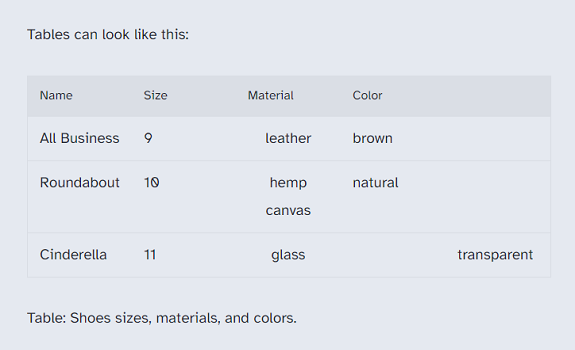 Tables can look like this:
Name Size Material Color
All Business 9 leather brown
Roundabout 10 hemp natural
canvas
Cinderella 11 glass transparent
Table: Shoes sizes, materials, and colors.